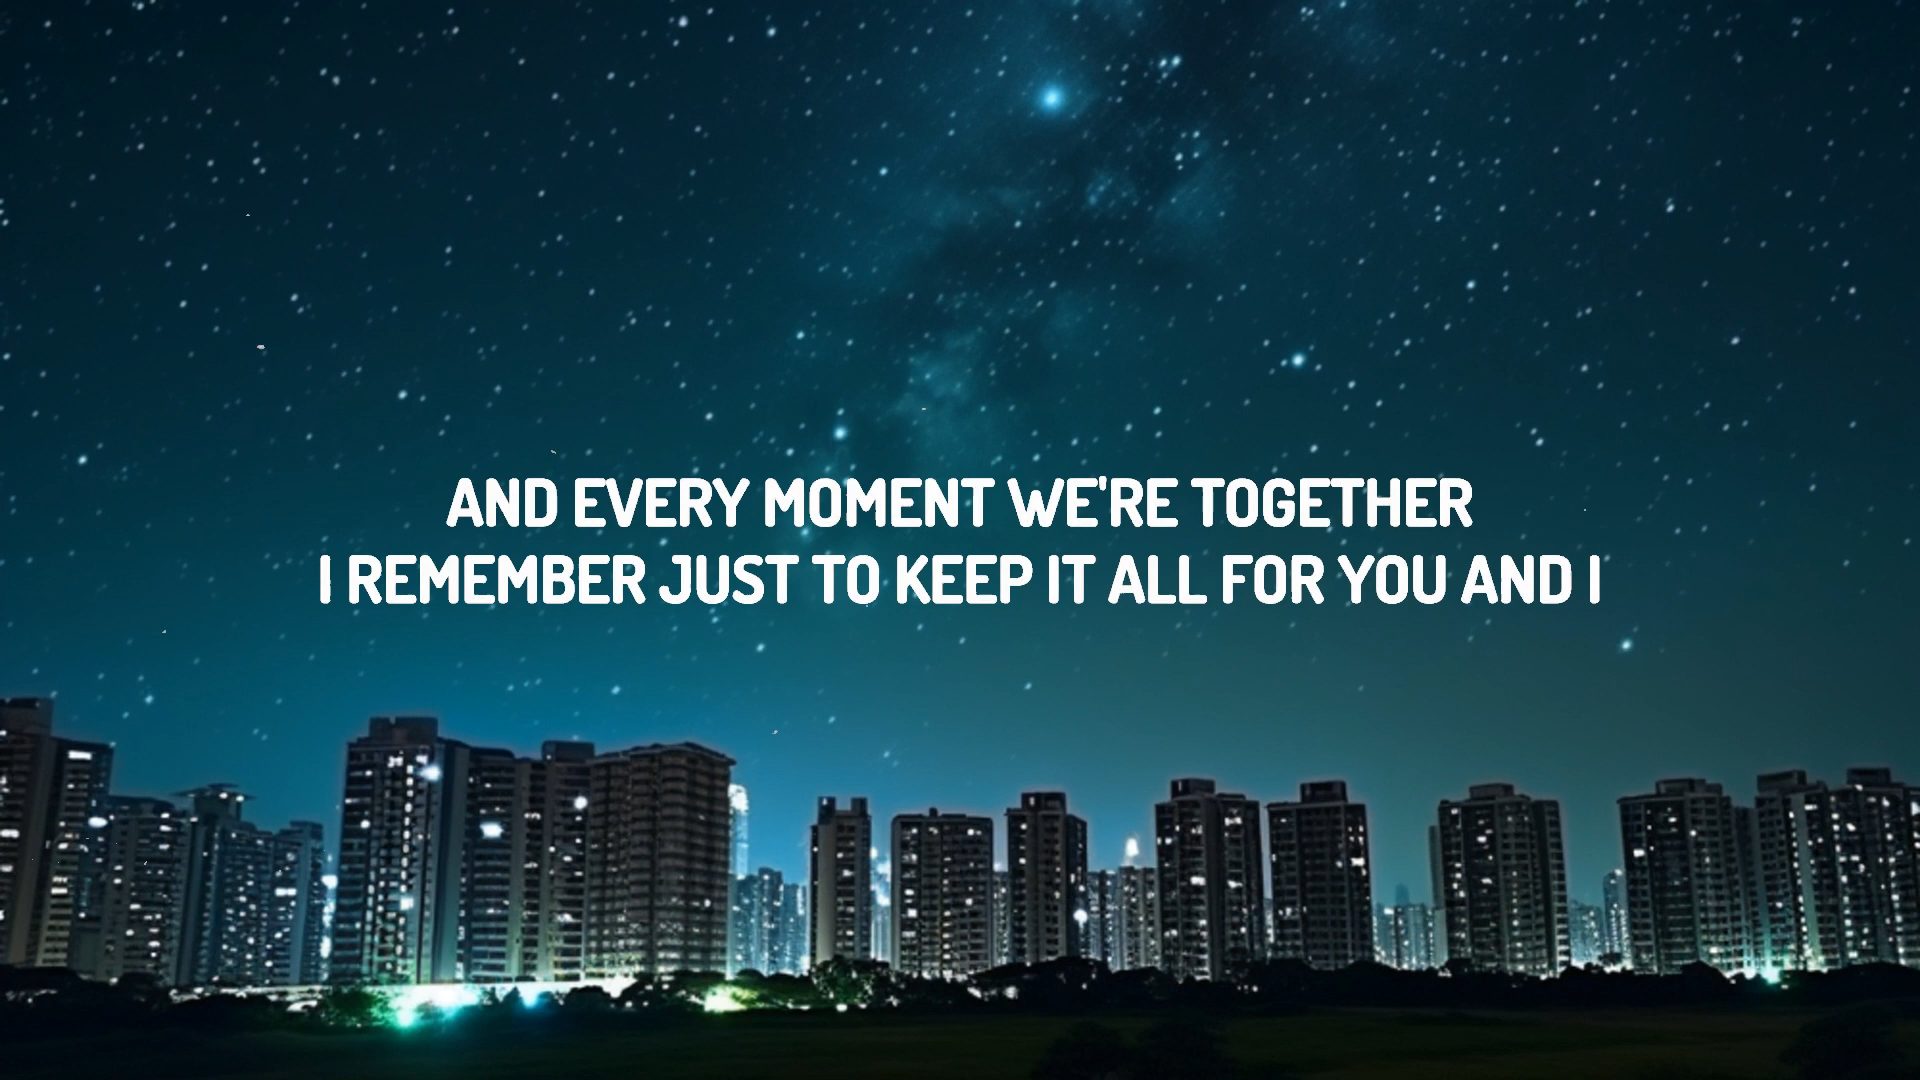 AND EVERY MOMENT WE'RE TOGETHER
I REMEMBER JUST TO KEEP IT ALL FOR YOU AND I